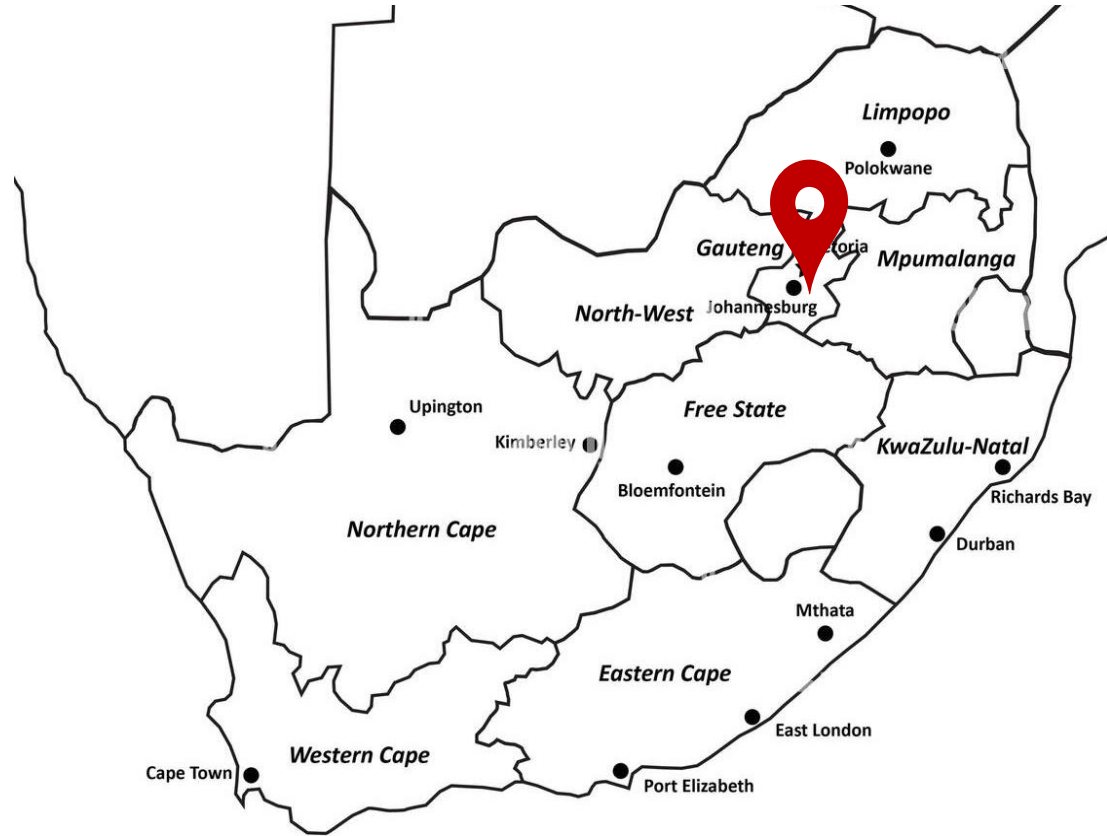 Limpopo
Polokwane
Gauteng
Mpumalanga
North-West
Johannesburg
Upington
Free State
Kimberley
KwaZulu-Natal
Bloemfontein
Richards Bay
Northern Cape
Durban
Mthata
Eastern Cape
East London
Western Cape
Cape Town
Port Elizabeth